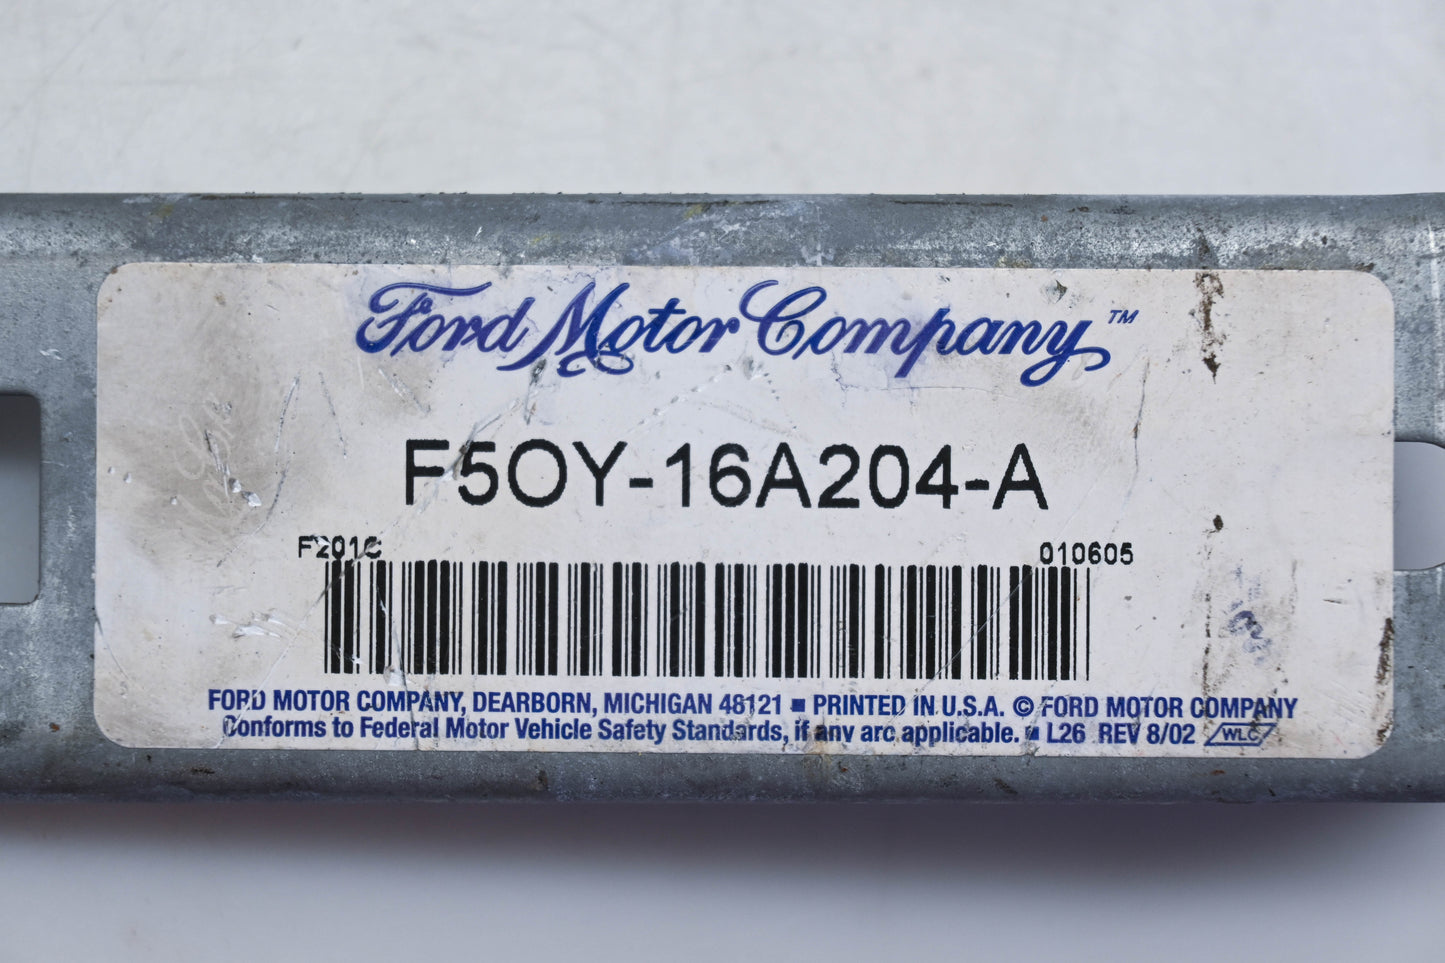 Ford Motor Company™
F5OY-16A204-A
F201C 010605
FORD MOTOR COMPANY, DEARBORN, MICHIGAN 48121 ■ PRINTED IN U.S.A. © FORD MOTOR COMPANY
Conforms to Federal Motor Vehicle Safety Standards, if any are applicable. ■ L26 REV 8/02 WLC